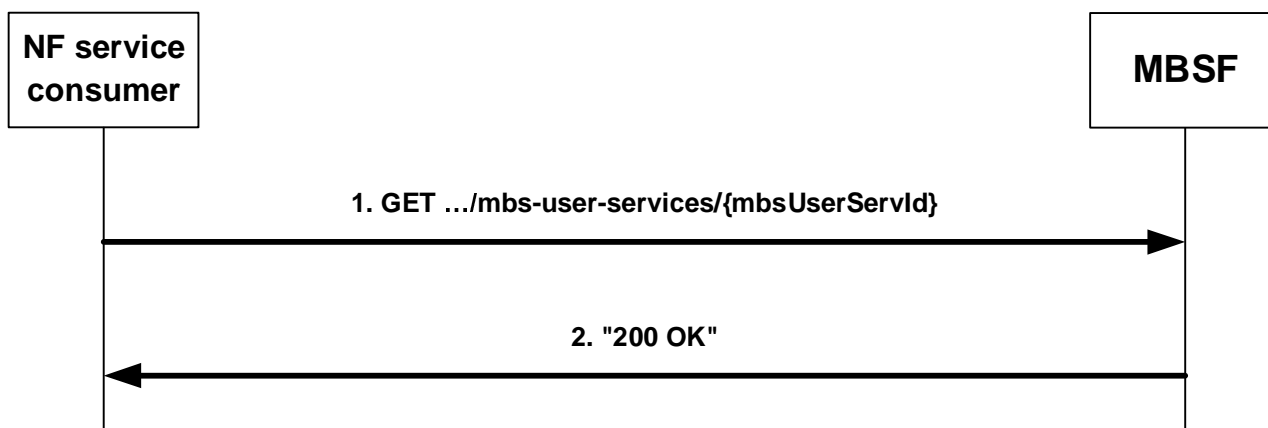 NF service
consumer
MBSF
1. GET …/mbs-user-services/{mbsUserServId}
2. "200 OK"